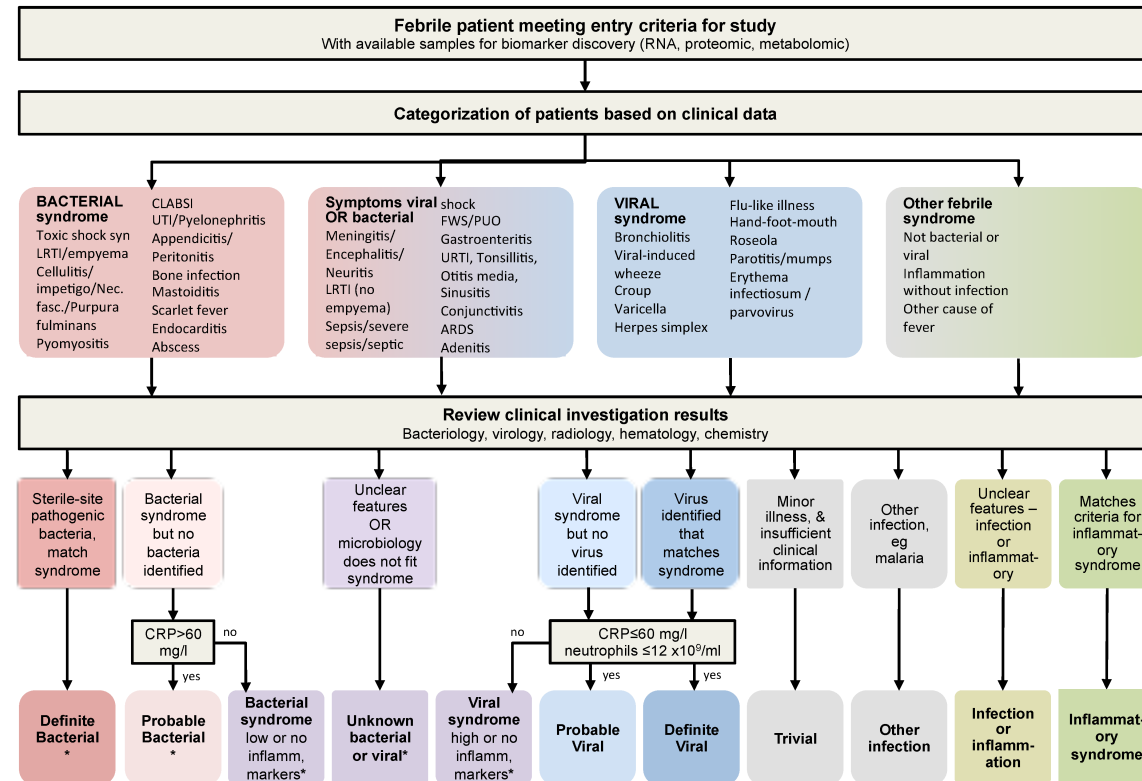 Febrile patient meeting entry criteria for study
With available samples for biomarker discovery (RNA, proteomic, metabolomic)
Categorization of patients based on clinical data
BACTERIAL
syndrome
Toxic shock syn
LRTI/empyema
Cellulitis/
impetigo/Nec.
fasc./Purpura
fulminans
Pyomyositis
CLABSI
UTI/Pyelonephritis
Appendicitis/
Peritonitis
Bone infection
Mastoiditis
Scarlet fever
Endocarditis
Abscess
Symptoms viral
OR bacterial
Meningitis/
Encephalitis/
Neuritis
LRTI (no
empyema)
Sepsis/severe
sepsis/septic
shock
FWS/PUO
Gastroenteritis
URTI, Tonsillitis,
Otitis media,
Sinusitis
Conjunctivitis
ARDS
Adenitis
VIRAL
syndrome
Bronchiolitis
Viral-induced
wheeze
Croup
Varicella
Herpes simplex
Flu-like illness
Hand-foot-mouth
Roseola
Parotitis/mumps
Erythema
infectiosum /
parvovirus
Other febrile
syndrome
Not bacterial or
viral
Inflammation
without infection
Other cause of
fever
Review clinical investigation results
Bacteriology, virology, radiology, hematology, chemistry
Sterile-site
pathogenic
bacteria,
match
syndrome
Bacterial
syndrome
but no
bacteria
identified
Unclear
features
OR
microbiology
does not fit
syndrome
Viral
syndrome
but no
virus
identified
Virus
identified
that
matches
syndrome
Minor
illness, &
insufficient
clinical
information
Other
infection,
eg
malaria
Unclear
features –
infection
or
inflammat-
ory
Matches
criteria for
inflammat-
ory
syndrome
CRP>60
mg/l
no
yes
no
CRP≤60 mg/l
neutrophils ≤12 x10⁹/ml
yes
yes
Definite
Bacterial
*
Probable
Bacterial
*
Bacterial
syndrome
low or no
inflamm,
markers*
Unknown
bacterial
or viral*
Viral
syndrome
high or no
inflamm,
markers*
Probable
Viral
Definite
Viral
Trivial
Other
infection
Infection
or
inflamm-
ation
Inflammat-
ory
syndrome